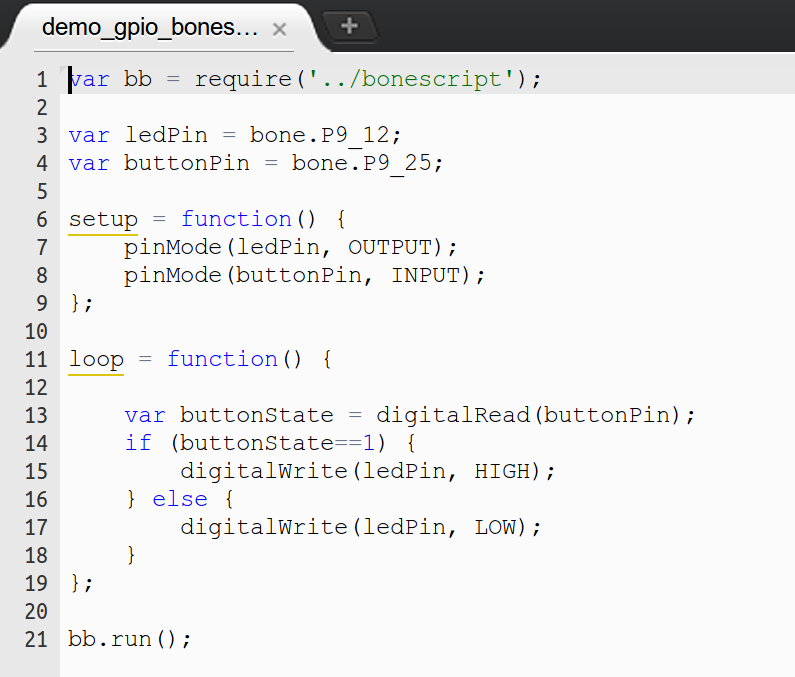 demo_gpio_bones...
1 var bb = require('../bonescript');
2
3 var ledPin = bone.P9_12;
4 var buttonPin = bone.P9_25;
5
6 setup = function() {
7     pinMode(ledPin, OUTPUT);
8     pinMode(buttonPin, INPUT);
9 };
10
11 loop = function() {
12
13     var buttonState = digitalRead(buttonPin);
14     if (buttonState==1) {
15         digitalWrite(ledPin, HIGH);
16     } else {
17         digitalWrite(ledPin, LOW);
18     }
19 };
20
21 bb.run();